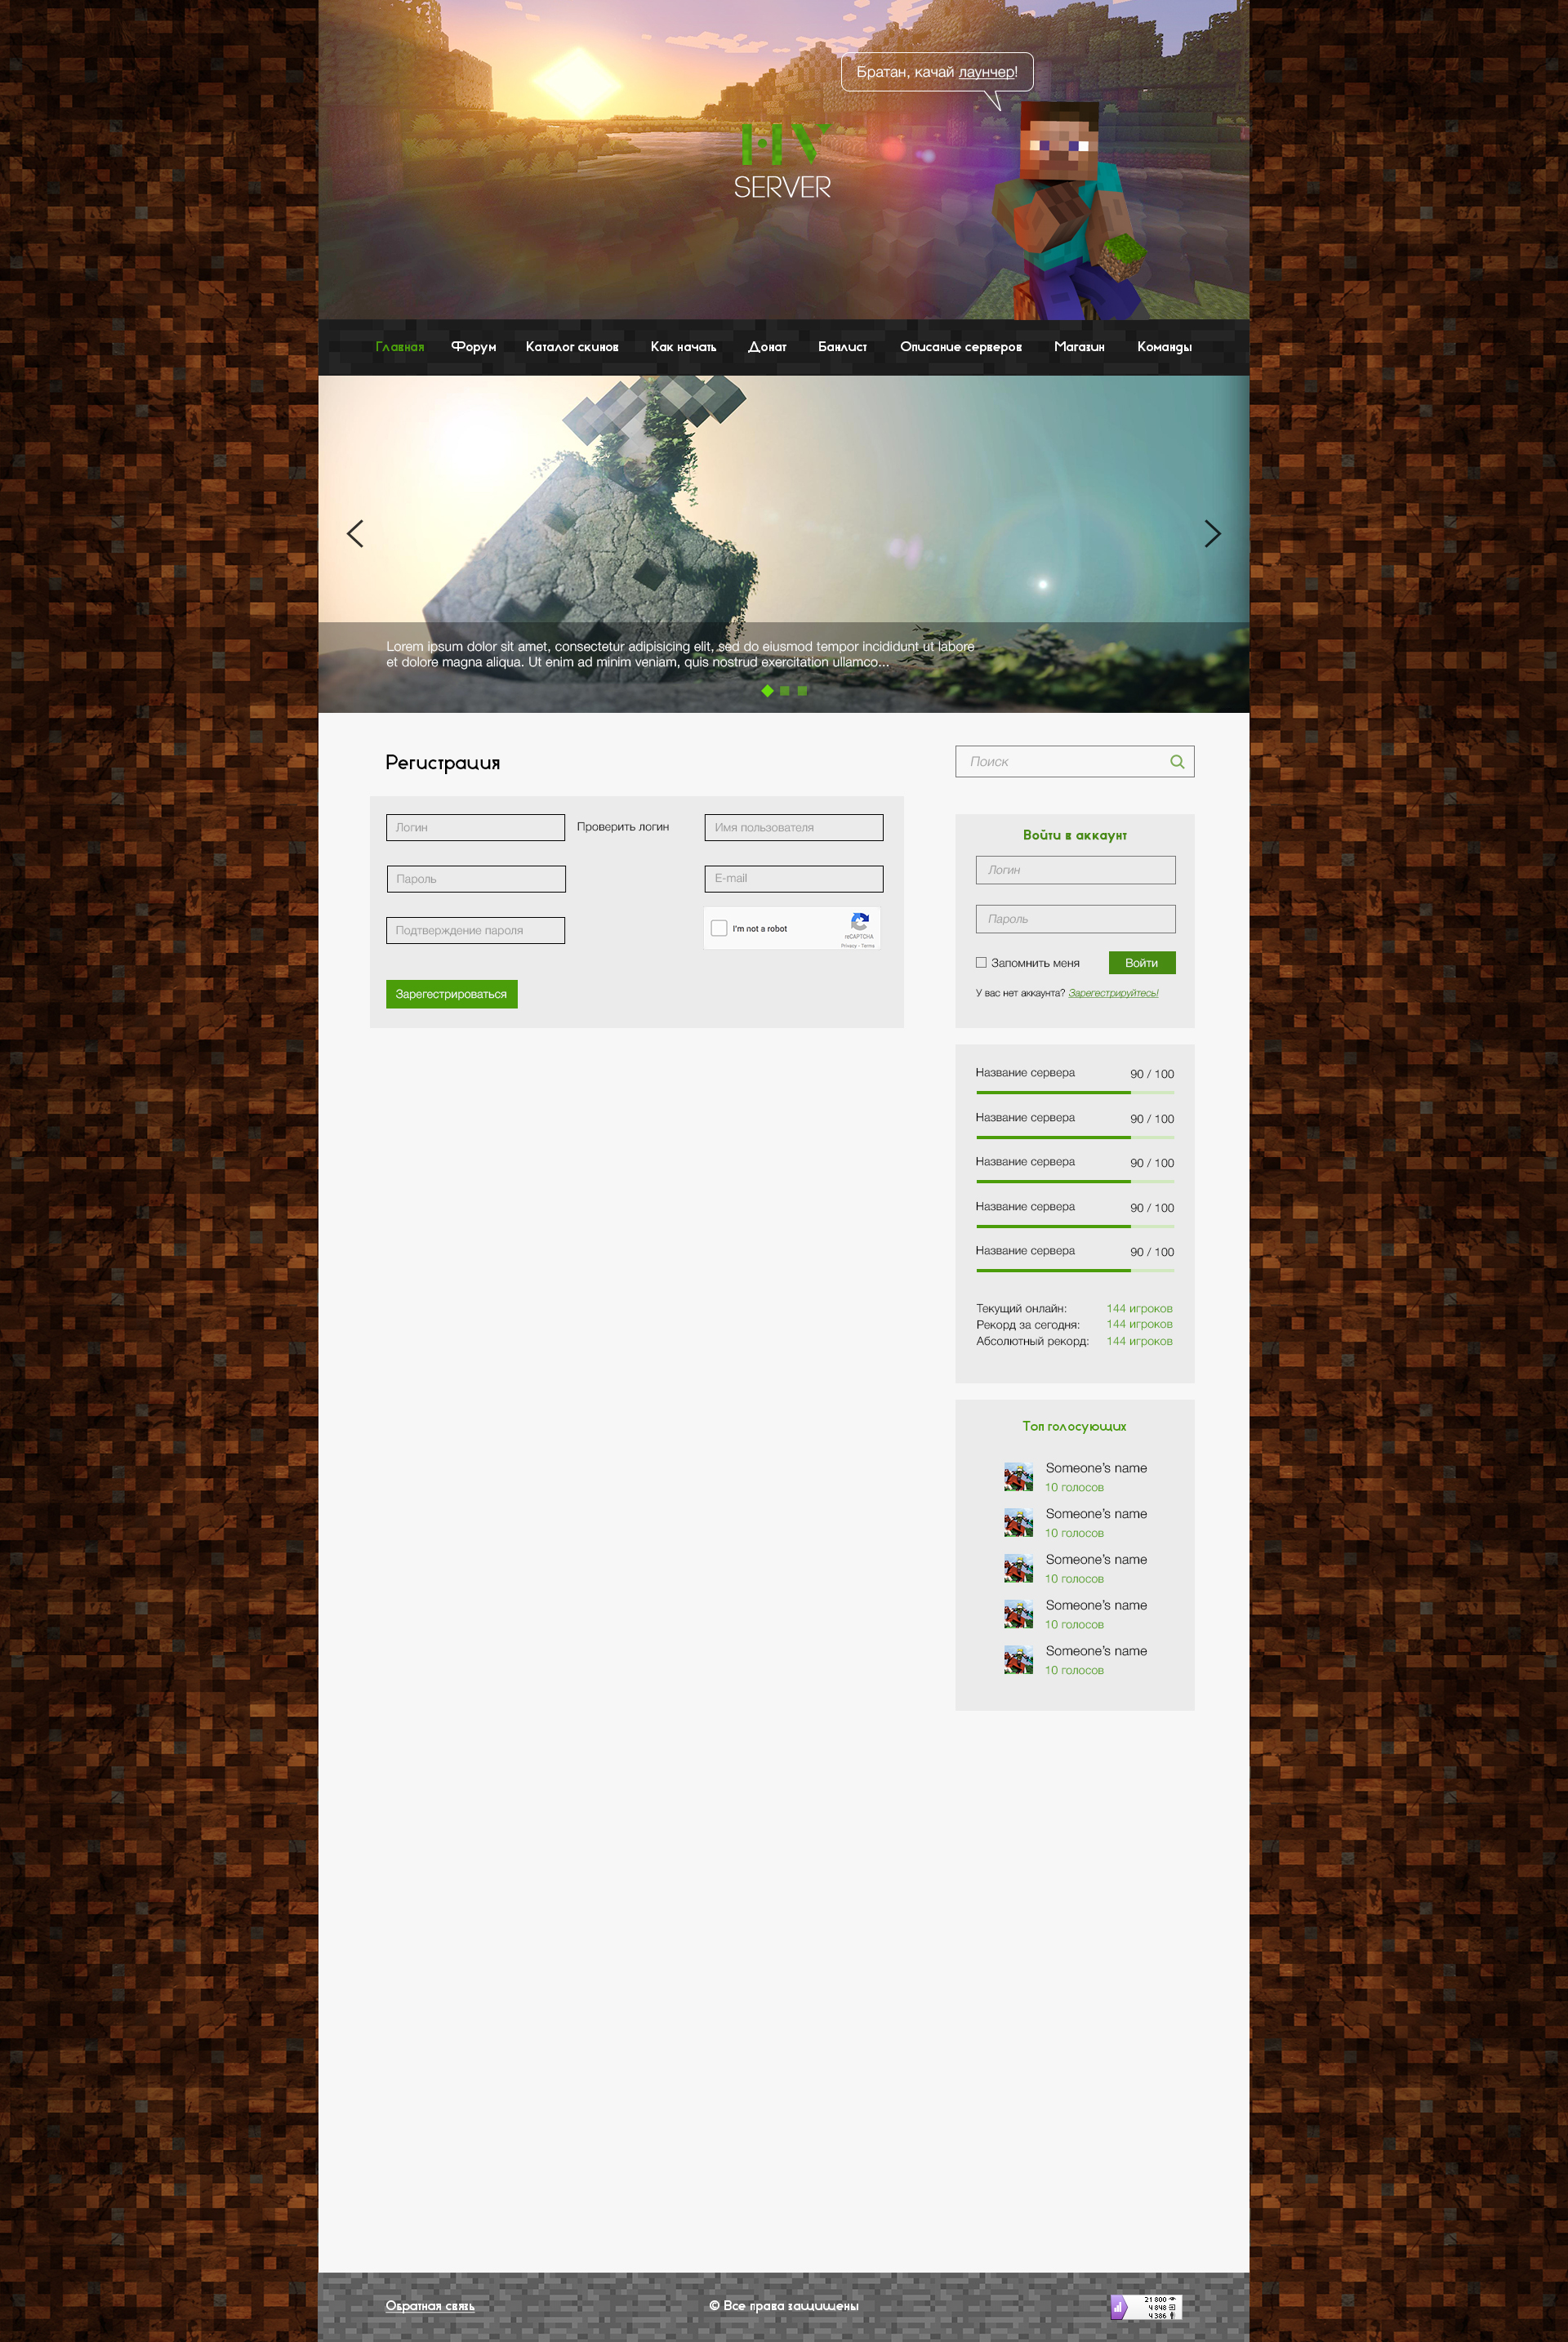 Братан, качай лаунчер!
HV
SERVER
Главная Форум Каталог скинов Как начать Донат Банлист Описание серверов Магазин Команды
Lorem ipsum dolor sit amet, consectetur adipisicing elit, sed do eiusmod tempor incididunt ut labore
et dolore magna aliqua. Ut enim ad minim veniam, quis nostrud exercitation ullamco...
Регистрация
Логин Проверить логин Имя пользователя
Пароль E-mail
Подтверждение пароля I'm not a robot
reCAPTCHA
Privacy - Terms
Зарегестрироваться
Поиск
Войти в аккаунт
Логин
Пароль
Запомнить меня Войти
У вас нет аккаунта? Зарегестрируйтесь!
Название сервера 90 / 100
Название сервера 90 / 100
Название сервера 90 / 100
Название сервера 90 / 100
Название сервера 90 / 100
Текущий онлайн: 144 игроков
Рекорд за сегодня: 144 игроков
Абсолютный рекорд: 144 игроков
Топ голосующих
Someone's name
10 голосов
Someone's name
10 голосов
Someone's name
10 голосов
Someone's name
10 голосов
Someone's name
10 голосов
Обратная связь © Все права защищены
21 800
4 848
4 386